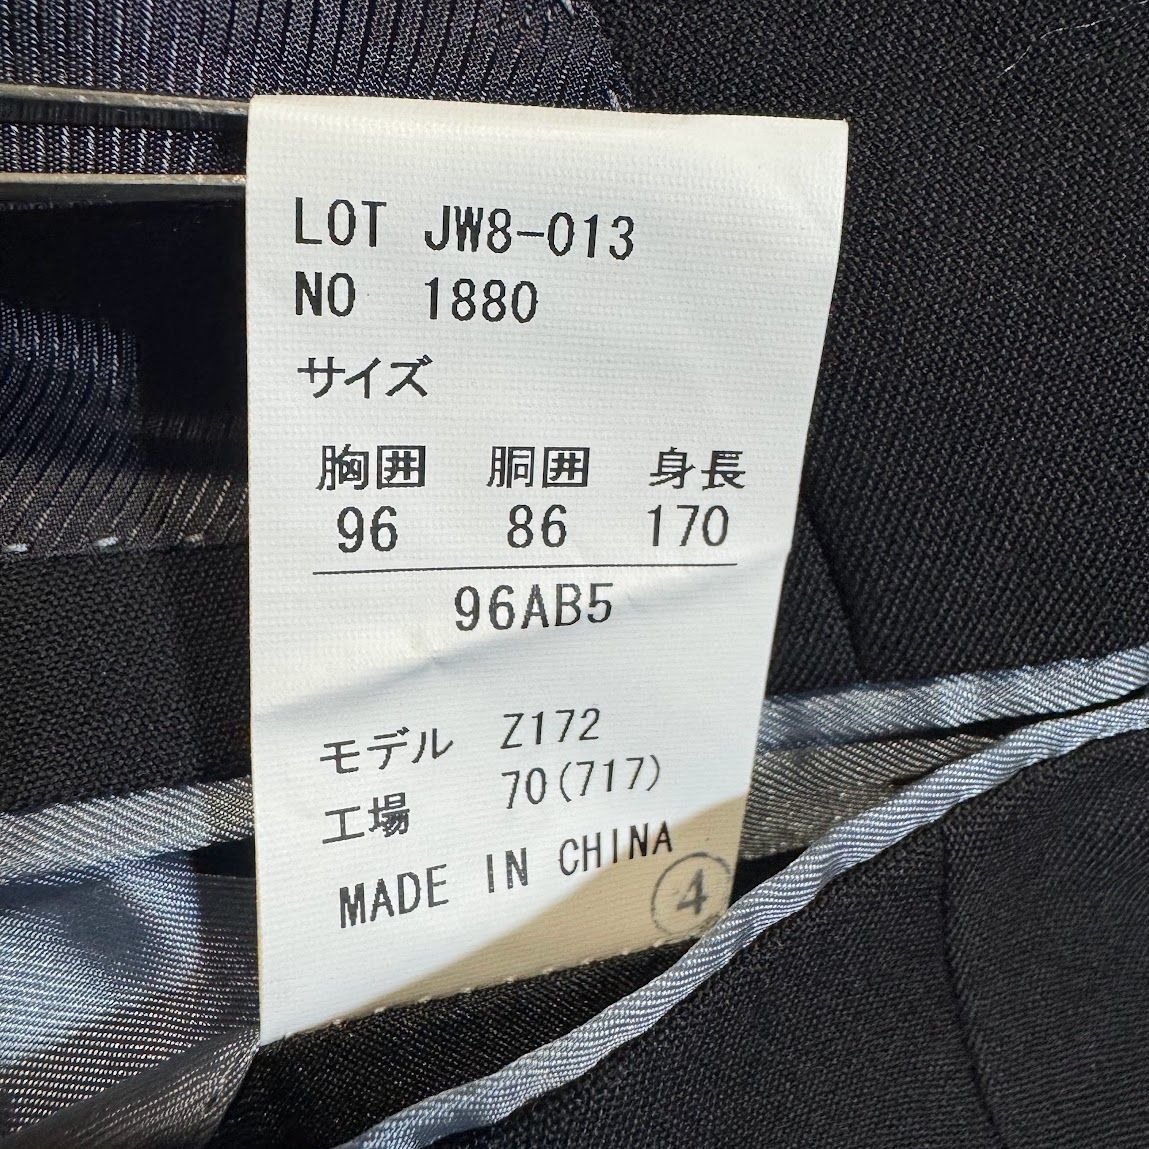 LOT JW8-013
NO 1880
サイズ
胸囲 胴囲 身長
96 86 170
96AB5
モデル Z172
工場 70(717)
MADE IN CHINA
4